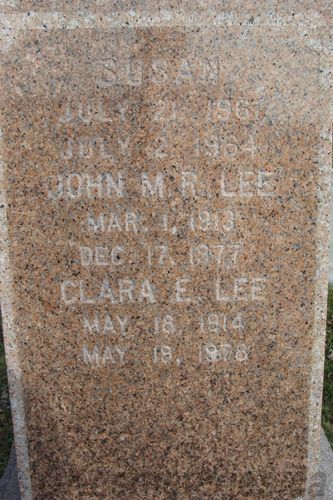 SUSAN
JULY 21, 1961
JULY 2, 1964
JOHN M. R. LEE
MAR. 1, 1913
DEC. 17, 1977
CLARA E. LEE
MAY 18, 1914
MAY 19, 1978